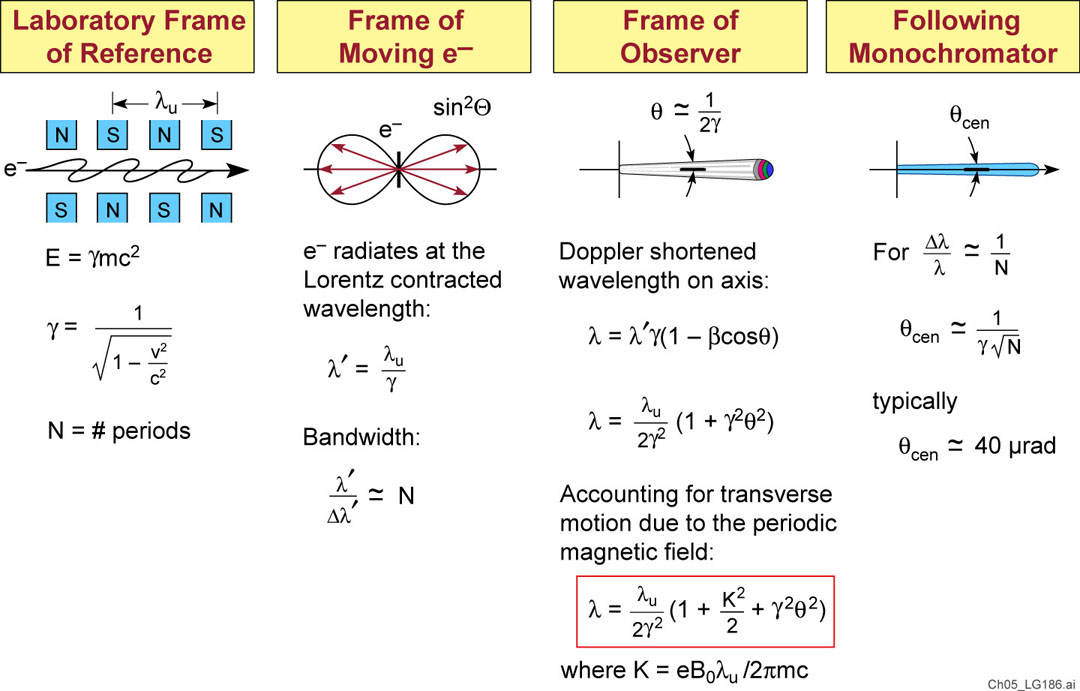 Laboratory Frame
of Reference
λu
N S N S
e–
S N S N
E = γmc²
γ = 1 / √(1 – v²/c²)
N = # periods
Frame
of Moving e–
sin²Θ
e–
e– radiates at the
Lorentz contracted
wavelength:
λ′ = λu/γ
Bandwidth:
λ′/Δλ′ ≃ N
Frame of
Observer
θ ≃ 1/2γ
Doppler shortened
wavelength on axis:
λ = λ′γ(1 – βcosθ)
λ = λu/2γ² (1 + γ²θ²)
Accounting for transverse
motion due to the periodic
magnetic field:
λ = λu/2γ² (1 + K²/2 + γ²θ²)
where K = eB₀λu /2πmc
Following
Monochromator
θcen
For Δλ/λ ≃ 1/N
θcen ≃ 1/γ√N
typically
θcen ≃ 40 μrad
Ch05_LG186.ai